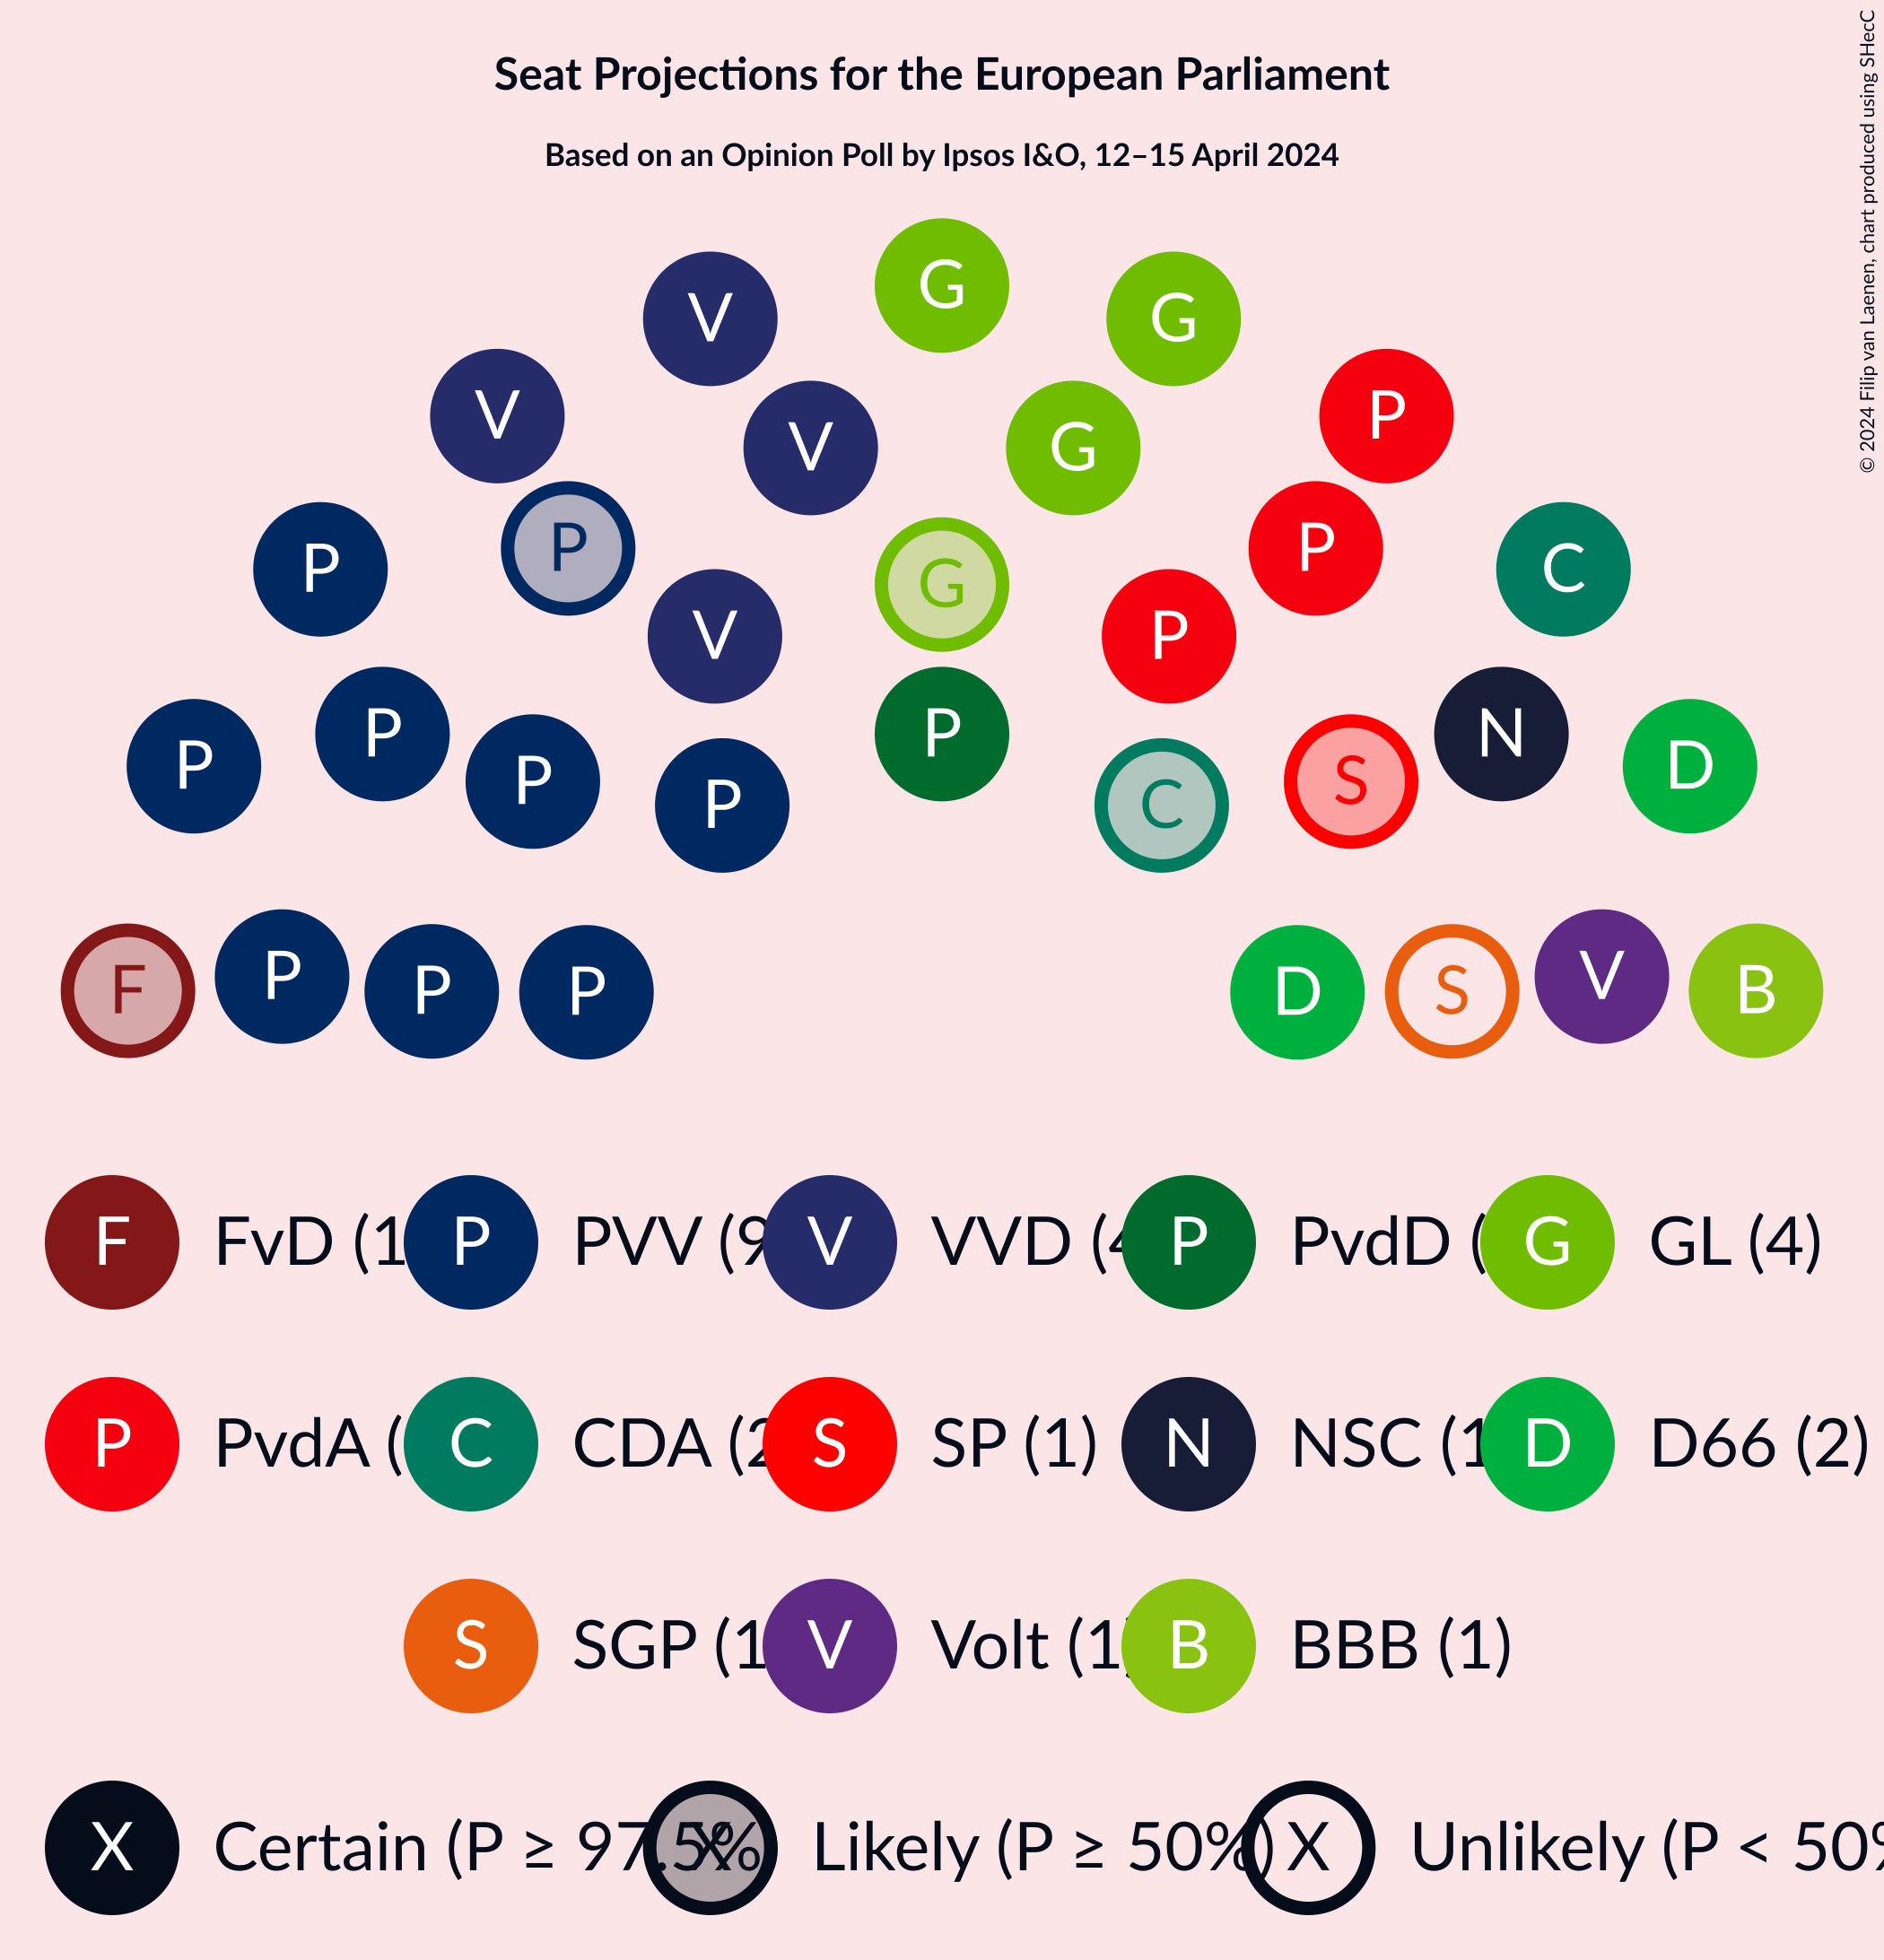 Seat Projections for the European Parliament
Based on an Opinion Poll by Ipsos I&O, 12–15 April 2024
© 2024 Filip van Laenen, chart produced using SHecC
G
V G
V P
V G
P P
P G C
V P
P N
P D
P S
P C
F P P P D S V B
F FvD (1 P PVV (9 V VVD (4 P PvdD ( G GL (4)
P PvdA ( C CDA (2 S SP (1) N NSC (1 D D66 (2)
S SGP (1 V Volt (1) B BBB (1)
X Certain (P ≥ 97.5% X Likely (P ≥ 50%) X Unlikely (P < 50%